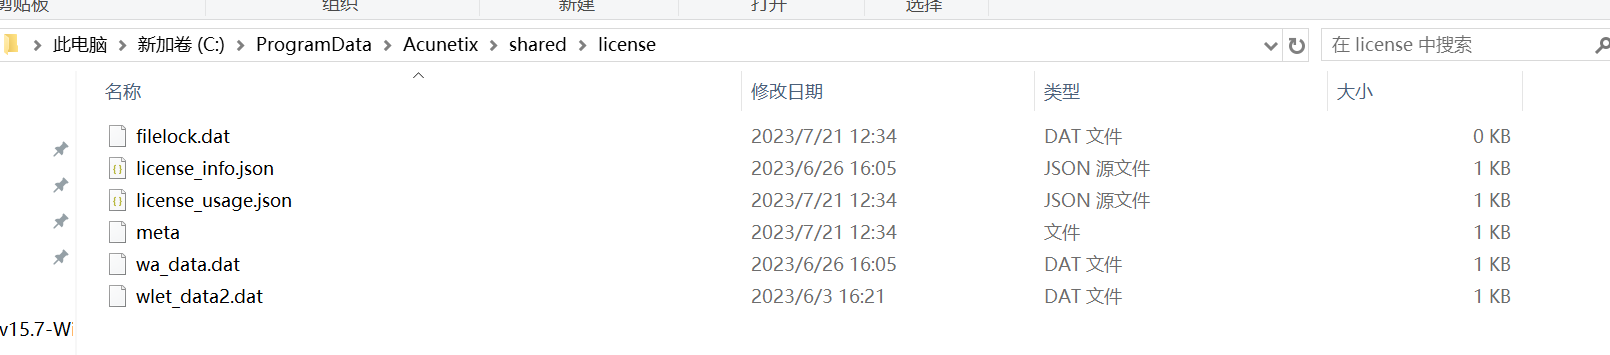 剪贴板 组织 新建 打开 选择
此电脑 新加卷 (C:) ProgramData Acunetix shared license 在 license 中搜索
名称 修改日期 类型 大小
filelock.dat 2023/7/21 12:34 DAT 文件 0 KB
license_info.json 2023/6/26 16:05 JSON 源文件 1 KB
license_usage.json 2023/7/21 12:34 JSON 源文件 1 KB
meta 2023/7/21 12:34 文件 1 KB
wa_data.dat 2023/6/26 16:05 DAT 文件 1 KB
wlet_data2.dat 2023/6/3 16:21 DAT 文件 1 KB
v15.7-Wi